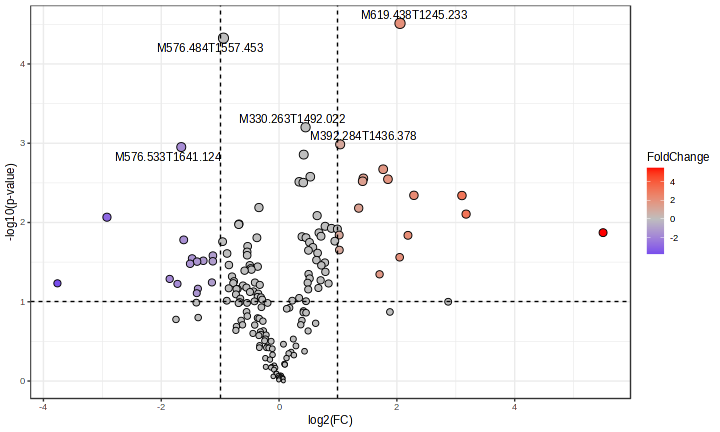 M619.438T1245.233
M576.484T1557.453
M330.263T1492.022
M392.284T1436.378
M576.533T1641.124
-log10(p-value)
4
3
2
1
0
-4
-2
0
2
4
log2(FC)
FoldChange
4
2
0
-2